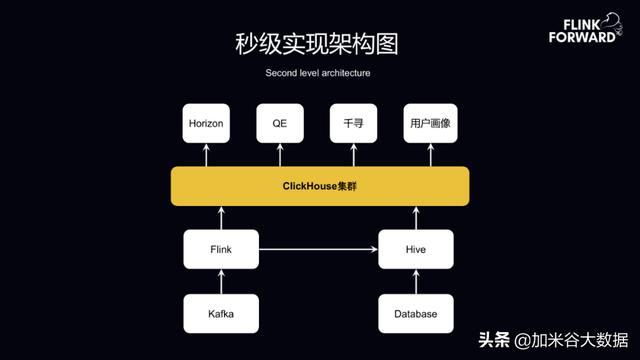 FLINK
FORWARD
秒级实现架构图
Second level architecture
Horizon
QE
千寻
用户画像
ClickHouse集群
Flink
Hive
Kafka
Database
头条 @加米谷大数据